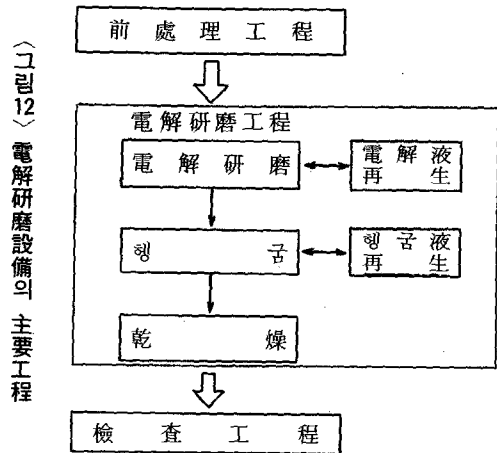 〈그림 12〉 電解研磨設備의 主要工程
前處理工程
電解研磨工程
電解研磨
電解液
再生
헹굼
헹굼液
再生
乾燥
檢査工程